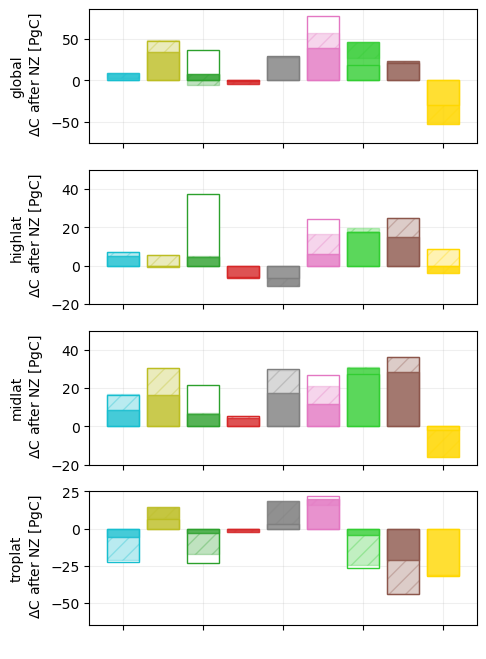 global
ΔC after NZ [PgC]
50
0
−50
highlat
ΔC after NZ [PgC]
40
20
0
−20
midlat
ΔC after NZ [PgC]
40
20
0
−20
troplat
ΔC after NZ [PgC]
25
0
−25
−50